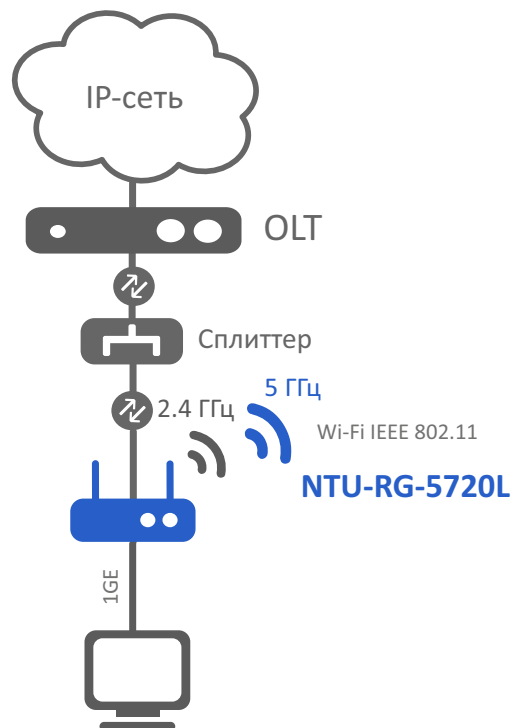 IP-сеть
OLT
Сплиттер
5 ГГц
2.4 ГГц
Wi-Fi IEEE 802.11
NTU-RG-5720L
1GE